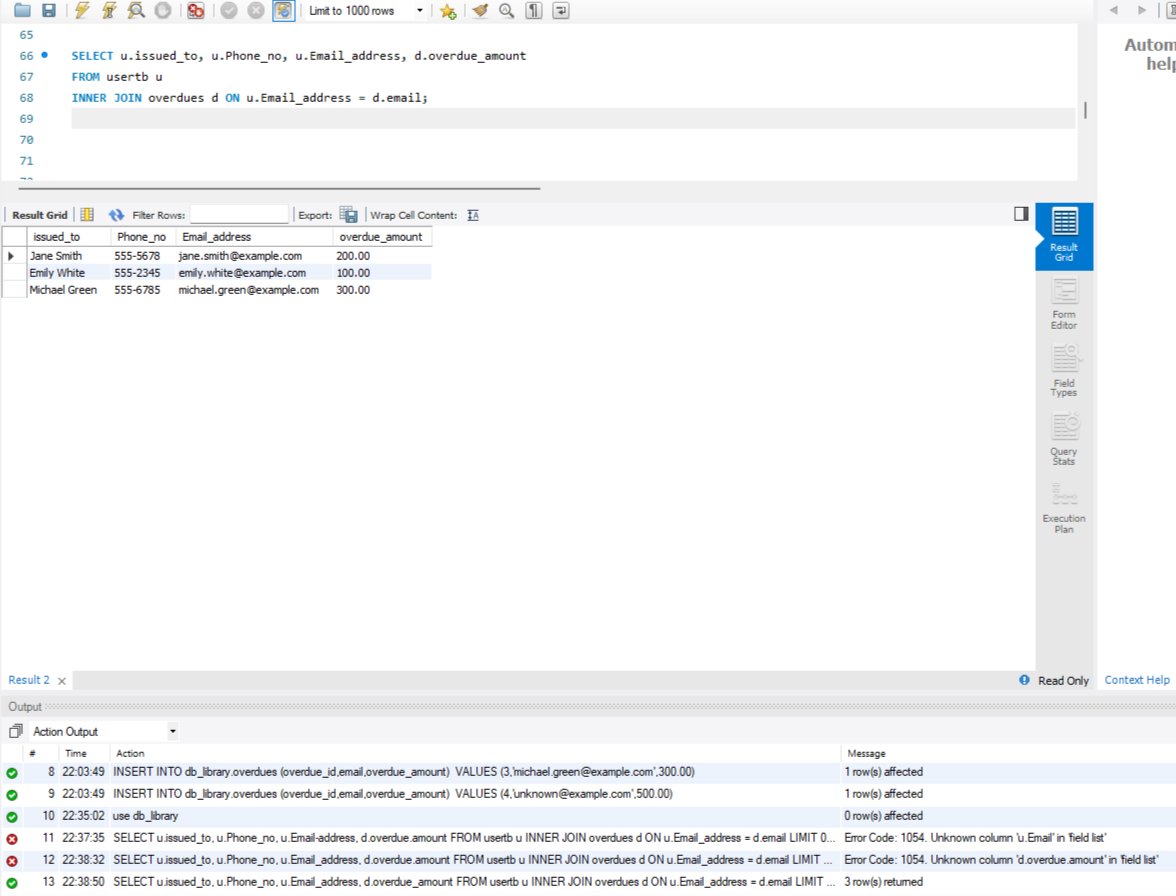 Limit to 1000 rows
65
66 SELECT u.issued_to, u.Phone_no, u.Email_address, d.overdue_amount
67 FROM usertb u
68 INNER JOIN overdues d ON u.Email_address = d.email;
69
70
71
Autom
help
Result Grid Filter Rows: Export: Wrap Cell Content:
issued_to Phone_no Email_address overdue_amount
Jane Smith 555-5678 jane.smith@example.com 200.00
Emily White 555-2345 emily.white@example.com 100.00
Michael Green 555-6785 michael.green@example.com 300.00
Result
Grid
Form
Editor
Field
Types
Query
Stats
Execution
Plan
Result 2 Read Only Context Help
Output
Action Output
# Time Action Message
8 22:03:49 INSERT INTO db_library.overdues (overdue_id,email,overdue_amount) VALUES (3,'michael.green@example.com',300.00) 1 row(s) affected
9 22:03:49 INSERT INTO db_library.overdues (overdue_id,email,overdue_amount) VALUES (4,'unknown@example.com',500.00) 1 row(s) affected
10 22:35:02 use db_library 0 row(s) affected
11 22:37:35 SELECT u.issued_to, u.Phone_no, u.Email-address, d.overdue.amount FROM usertb u INNER JOIN overdues d ON u.Email_address = d.email LIMIT 0... Error Code: 1054. Unknown column 'u.Email' in 'field list'
12 22:38:32 SELECT u.issued_to, u.Phone_no, u.Email_address, d.overdue.amount FROM usertb u INNER JOIN overdues d ON u.Email_address = d.email LIMIT ... Error Code: 1054. Unknown column 'd.overdue.amount' in 'field list'
13 22:38:50 SELECT u.issued_to, u.Phone_no, u.Email_address, d.overdue_amount FROM usertb u INNER JOIN overdues d ON u.Email_address = d.email LIMIT ... 3 row(s) returned